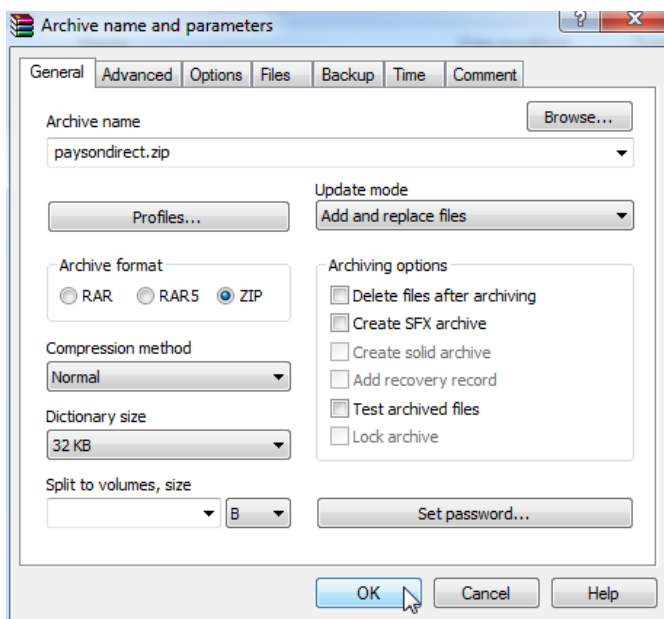 Archive name and parameters
General Advanced Options Files Backup Time Comment
Archive name
Browse...
paysondirect.zip
Update mode
Profiles...
Add and replace files
Archive format
RAR RAR5 ZIP
Archiving options
Delete files after archiving
Create SFX archive
Compression method
Create solid archive
Normal
Add recovery record
Dictionary size
Test archived files
32 KB
Lock archive
Split to volumes, size
B
Set password...
OK Cancel Help